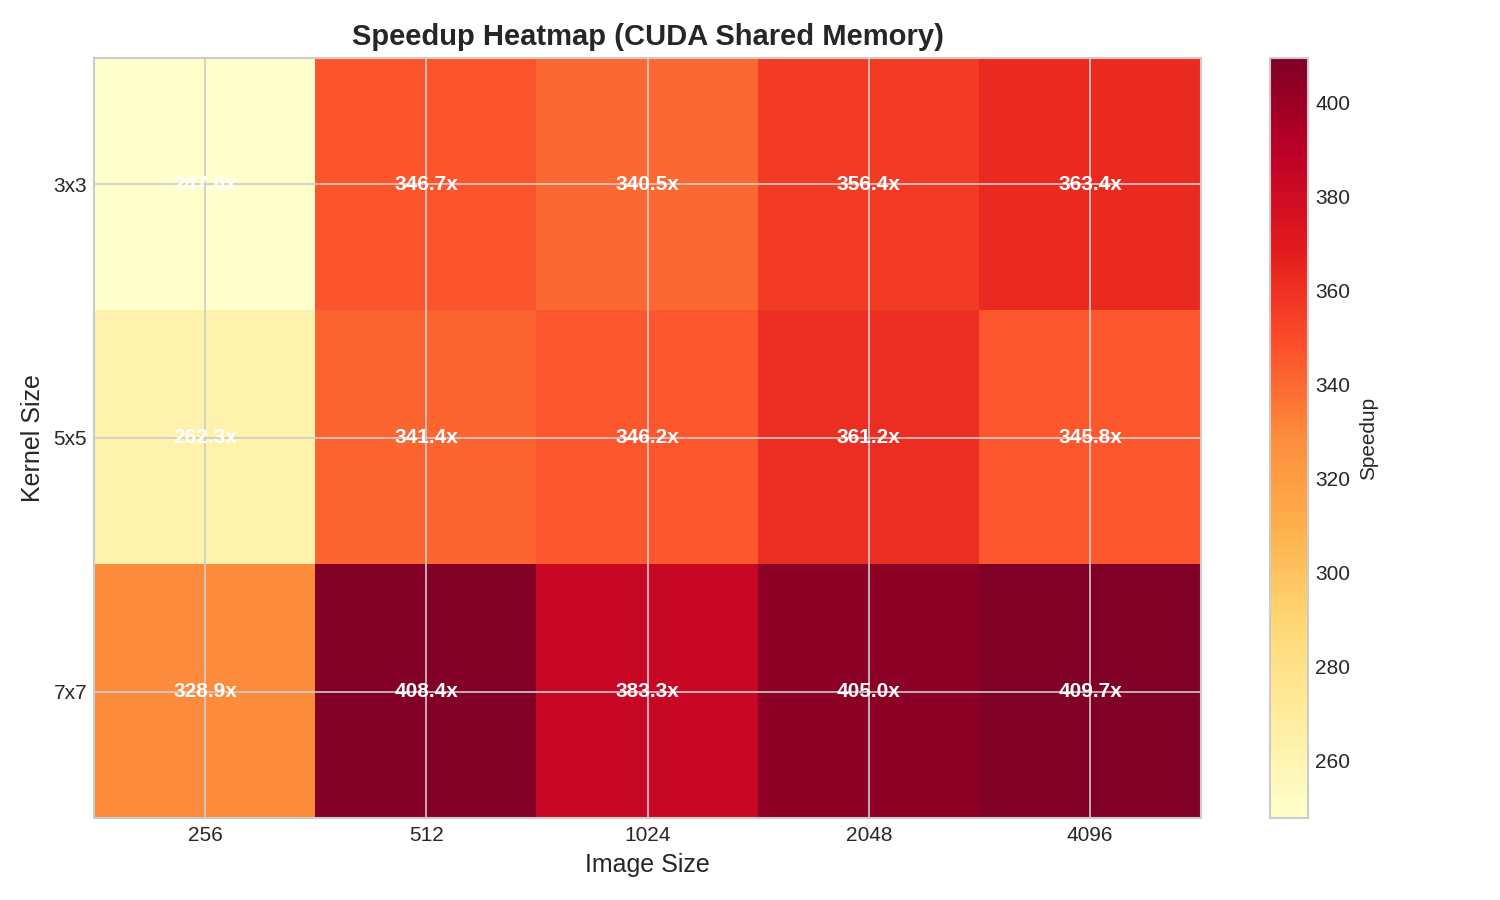 Speedup Heatmap (CUDA Shared Memory)
3x3 346.7x 340.5x 356.4x 363.4x
5x5 262.3x 341.4x 346.2x 361.2x 345.8x
7x7 328.9x 408.4x 383.3x 405.0x 409.7x
256 512 1024 2048 4096
Image Size
Kernel Size
400
380
360
340
320
300
280
260
Speedup